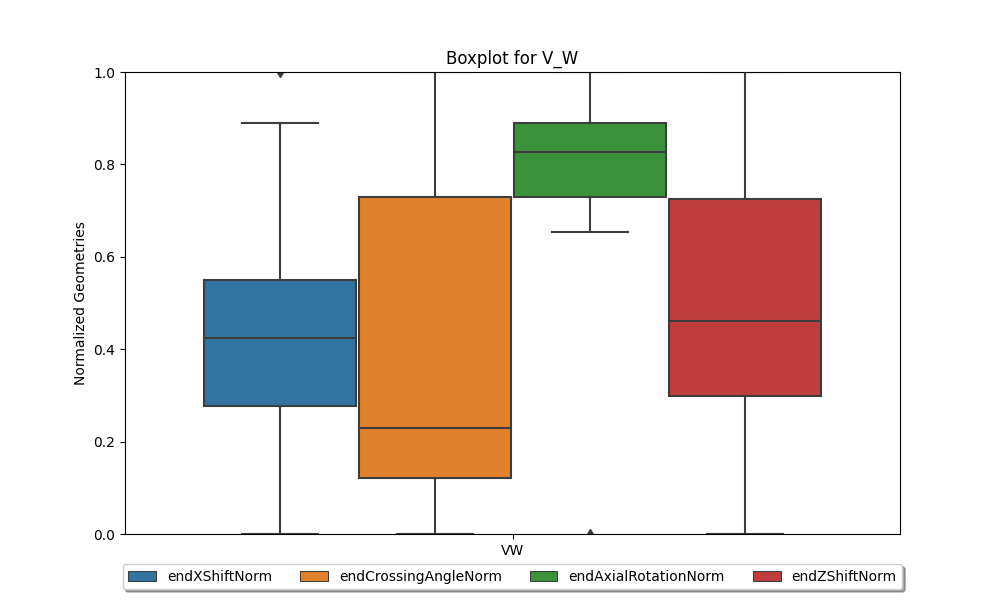 Boxplot for V_W
1.0
0.8
0.6
0.4
0.2
0.0
Normalized Geometries
VW
endXShiftNorm endCrossingAngleNorm endAxialRotationNorm endZShiftNorm